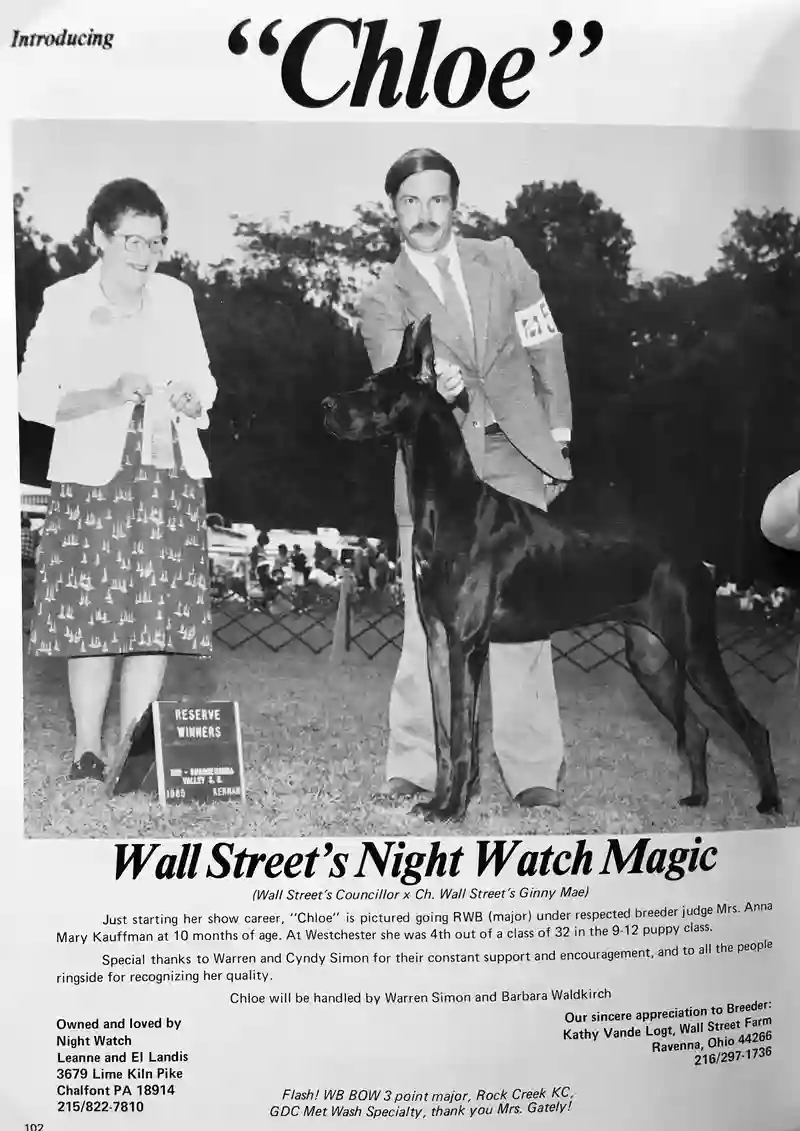 Introducing
"Chloe"
RESERVE
WINNERS
VALLEY K. C.
1985 KERNAN
Wall Street's Night Watch Magic
(Wall Street's Councillor x Ch. Wall Street's Ginny Mae)
Just starting her show career, "Chloe" is pictured going RWB (major) under respected breeder judge Mrs. Anna
Mary Kauffman at 10 months of age. At Westchester she was 4th out of a class of 32 in the 9-12 puppy class.
Special thanks to Warren and Cyndy Simon for their constant support and encouragement, and to all the people
ringside for recognizing her quality.
Chloe will be handled by Warren Simon and Barbara Waldkirch
Owned and loved by
Night Watch
Leanne and El Landis
3679 Lime Kiln Pike
Chalfont PA 18914
215/822-7810
Our sincere appreciation to Breeder:
Kathy Vande Logt, Wall Street Farm
Ravenna, Ohio 44266
216/297-1736
Flash! WB BOW 3 point major, Rock Creek KC,
GDC Met Wash Specialty, thank you Mrs. Gately!
102